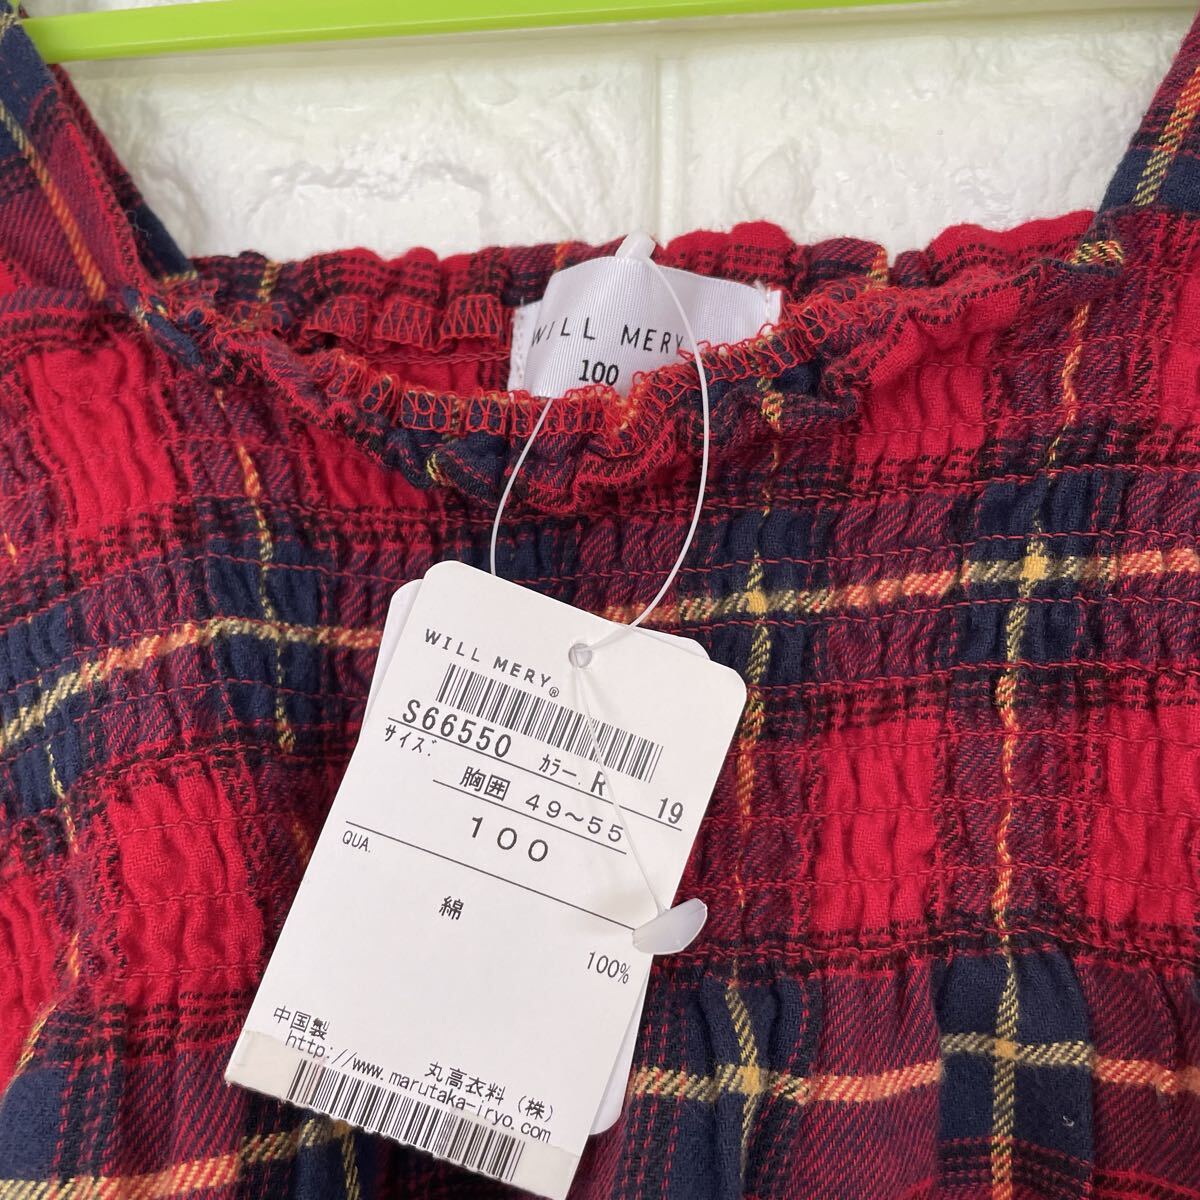 WILL MERY
100
WILL MERY®
S66550 カラー. R 19
サイズ:
胸囲 49～55
100
QUA.
綿
100%
中国製
丸高衣料(株)
http://www.marutaka-iryo.com